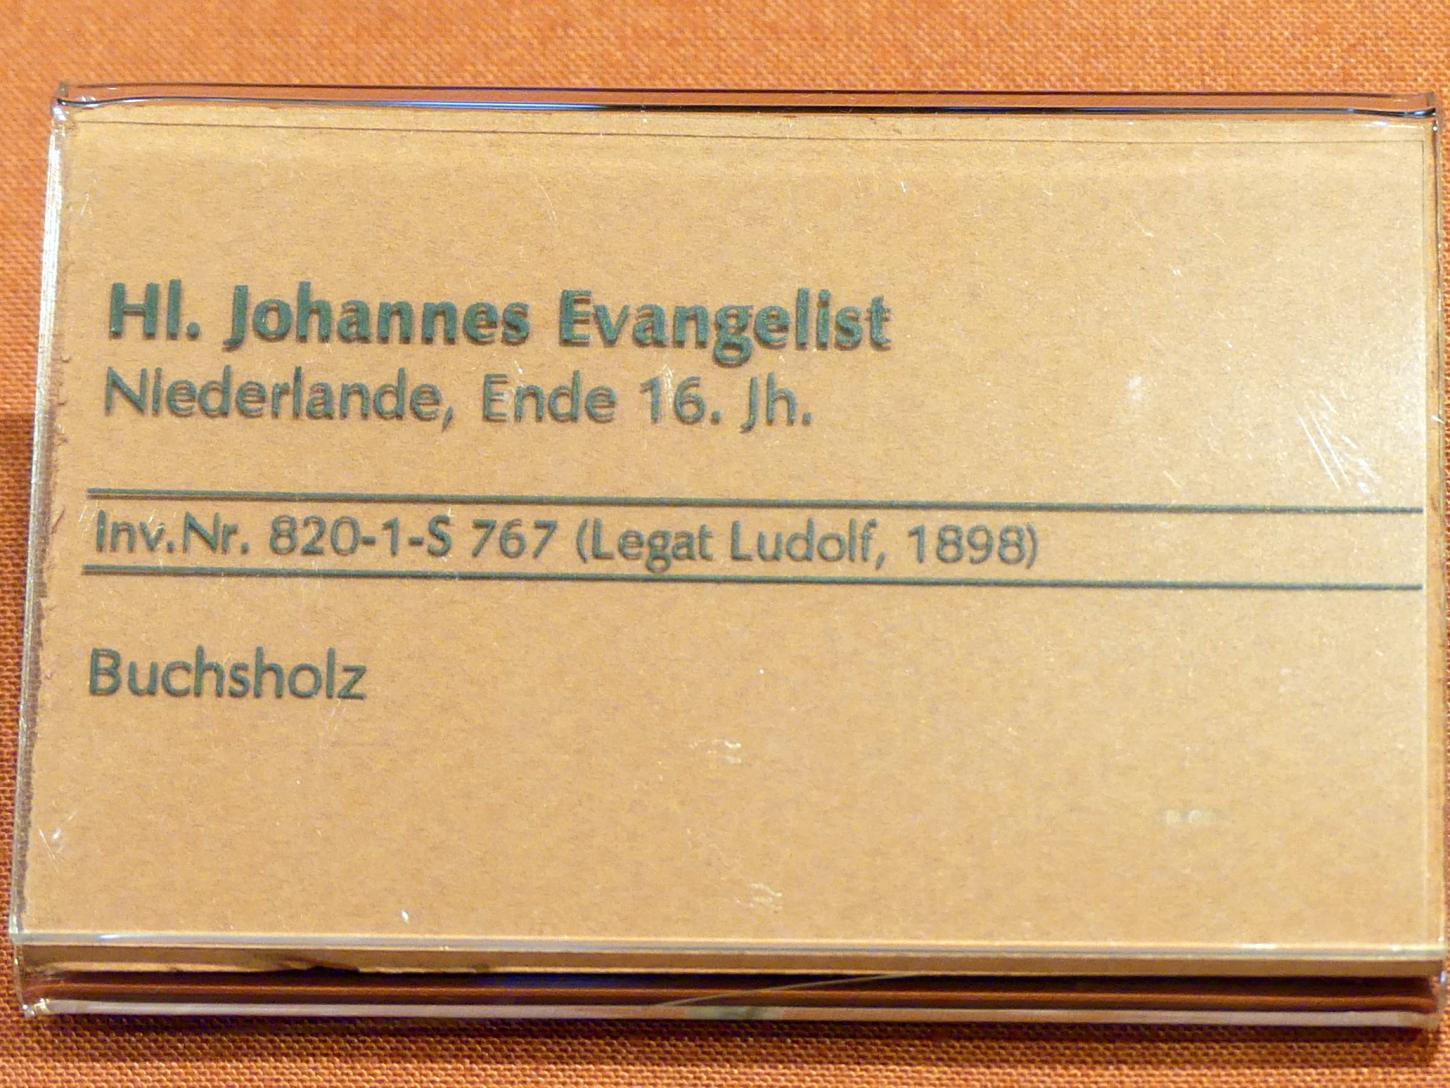 Hl. Johannes Evangelist
Niederlande, Ende 16. Jh.
Inv.Nr. 820-1-S 767 (Legat Ludolf, 1898)
Buchsholz